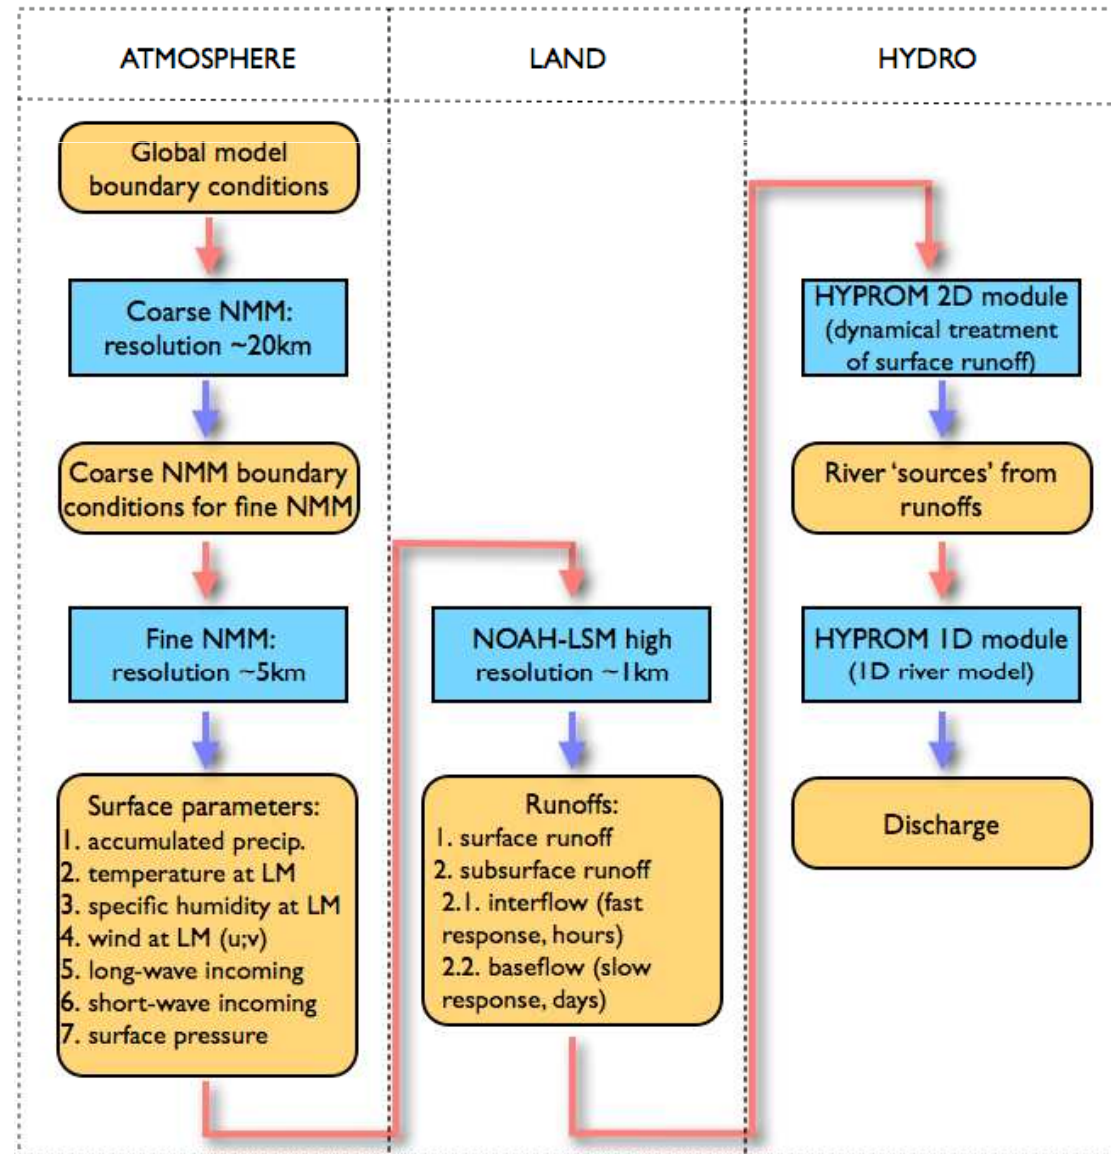 ATMOSPHERE
LAND
HYDRO
Global model
boundary conditions
Coarse NMM:
resolution ~20km
Coarse NMM boundary
conditions for fine NMM
Fine NMM:
resolution ~5km
Surface parameters:
1. accumulated precip.
2. temperature at LM
3. specific humidity at LM
4. wind at LM (u;v)
5. long-wave incoming
6. short-wave incoming
7. surface pressure
NOAH-LSM high
resolution ~1km
Runoffs:
1. surface runoff
2. subsurface runoff
2.1. interflow (fast
response, hours)
2.2. baseflow (slow
response, days)
HYPROM 2D module
(dynamical treatment
of surface runoff)
River ‘sources’ from
runoffs
HYPROM 1D module
(1D river model)
Discharge